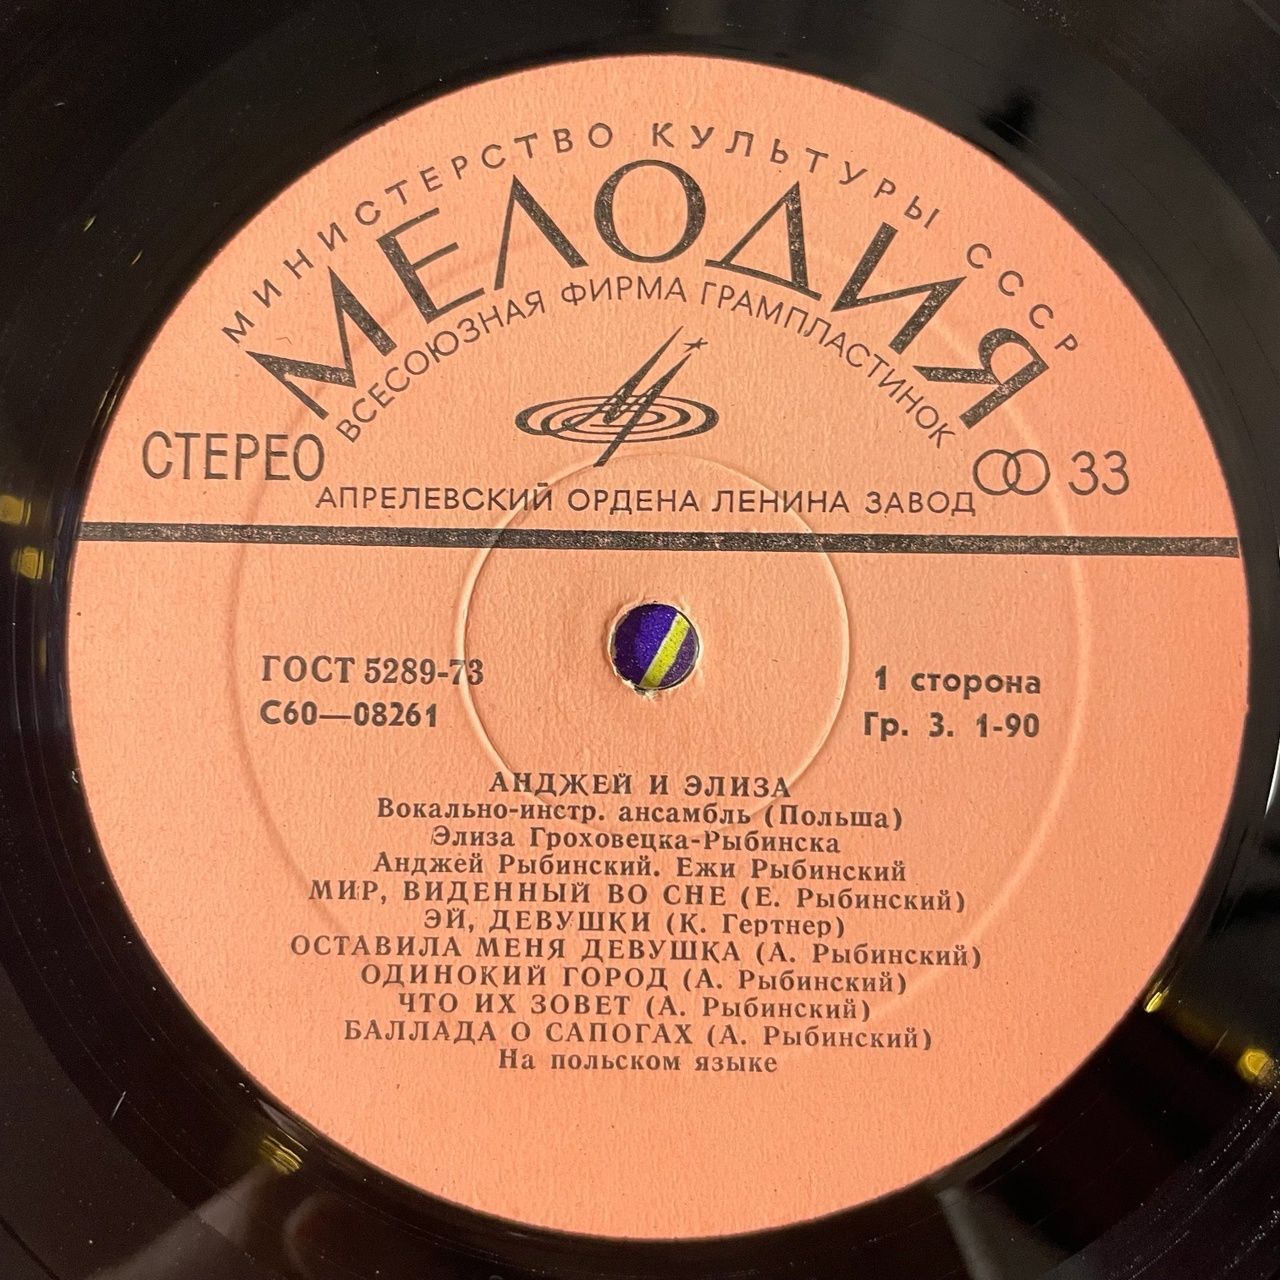 МИНИСТЕРСТВО КУЛЬТУРЫ СССР
МЕЛОДИЯ
ВСЕСОЮЗНАЯ ФИРМА ГРАМПЛАСТИНОК
СТЕРЕО
33
АПРЕЛЕВСКИЙ ОРДЕНА ЛЕНИНА ЗАВОД
ГОСТ 5289-73
С60—08261
1 сторона
Гр. 3. 1-90
АНДЖЕЙ И ЭЛИЗА
Вокально-инстр. ансамбль (Польша)
Элиза Гроховецка-Рыбинска
Анджей Рыбинский. Ежи Рыбинский
МИР, ВИДЕННЫЙ ВО СНЕ (Е. Рыбинский)
ЭЙ, ДЕВУШКИ (К. Гертнер)
ОСТАВИЛА МЕНЯ ДЕВУШКА (А. Рыбинский)
ОДИНОКИЙ ГОРОД (А. Рыбинский)
ЧТО ИХ ЗОВЕТ (А. Рыбинский)
БАЛЛАДА О САПОГАХ (А. Рыбинский)
На польском языке